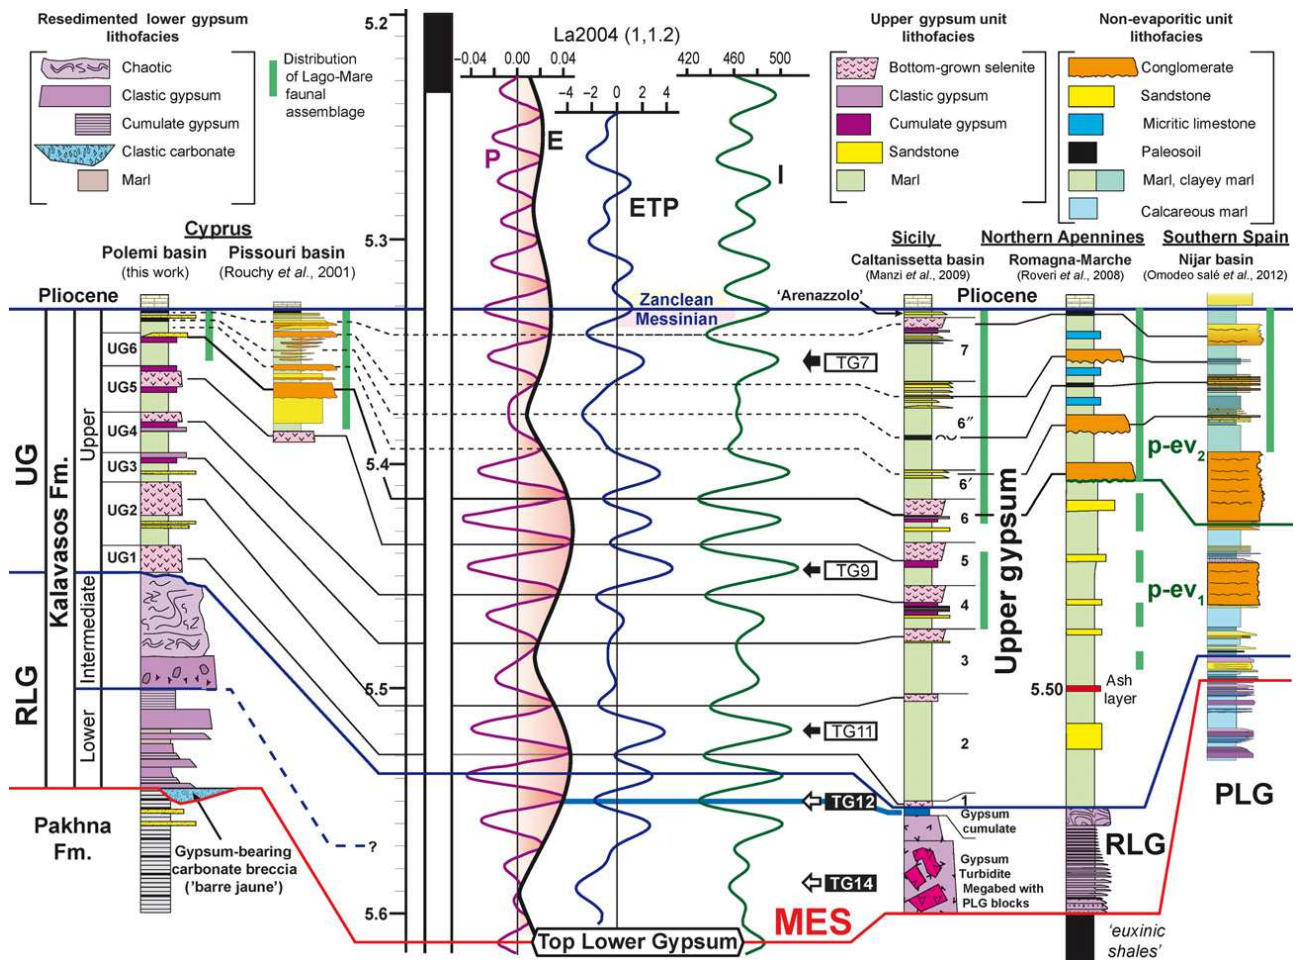 Resedimented lower gypsum
lithofacies
Chaotic
Clastic gypsum
Cumulate gypsum
Clastic carbonate
Marl
Distribution
of Lago-Mare
faunal
assemblage
5.2
5.3
5.4
5.5
5.6
La2004 (1,1.2)
−0.04 0.00 0.04
−4 −2 0 2 4
420 460 500
P
E
ETP
I
Upper gypsum unit
lithofacies
Bottom-grown selenite
Clastic gypsum
Cumulate gypsum
Sandstone
Marl
Non-evaporitic unit
lithofacies
Conglomerate
Sandstone
Micritic limestone
Paleosoil
Marl, clayey marl
Calcareous marl
Cyprus
Polemi basin
(this work)
Pissouri basin
(Rouchy et al., 2001)
Sicily
Caltanissetta basin
(Manzi et al., 2009)
Northern Apennines
Romagna-Marche
(Roveri et al., 2008)
Southern Spain
Nijar basin
(Omodeo salé et al., 2012)
Pliocene
Zanclean
Messinian
'Arenazzolo'
Pliocene
UG
RLG
Kalavasos Fm.
Upper
Intermediate
Lower
UG6
UG5
UG4
UG3
UG2
UG1
Pakhna
Fm.
Gypsum-bearing
carbonate breccia
('barre jaune')
?
TG7
TG9
TG11
TG12
TG14
7
6″
6′
6
5
4
3
2
1
Upper gypsum
Gypsum
cumulate
Gypsum
Turbidite
Megabed with
PLG blocks
p-ev2
p-ev1
5.50
Ash
layer
RLG
PLG
MES
Top Lower Gypsum
'euxinic
shales'